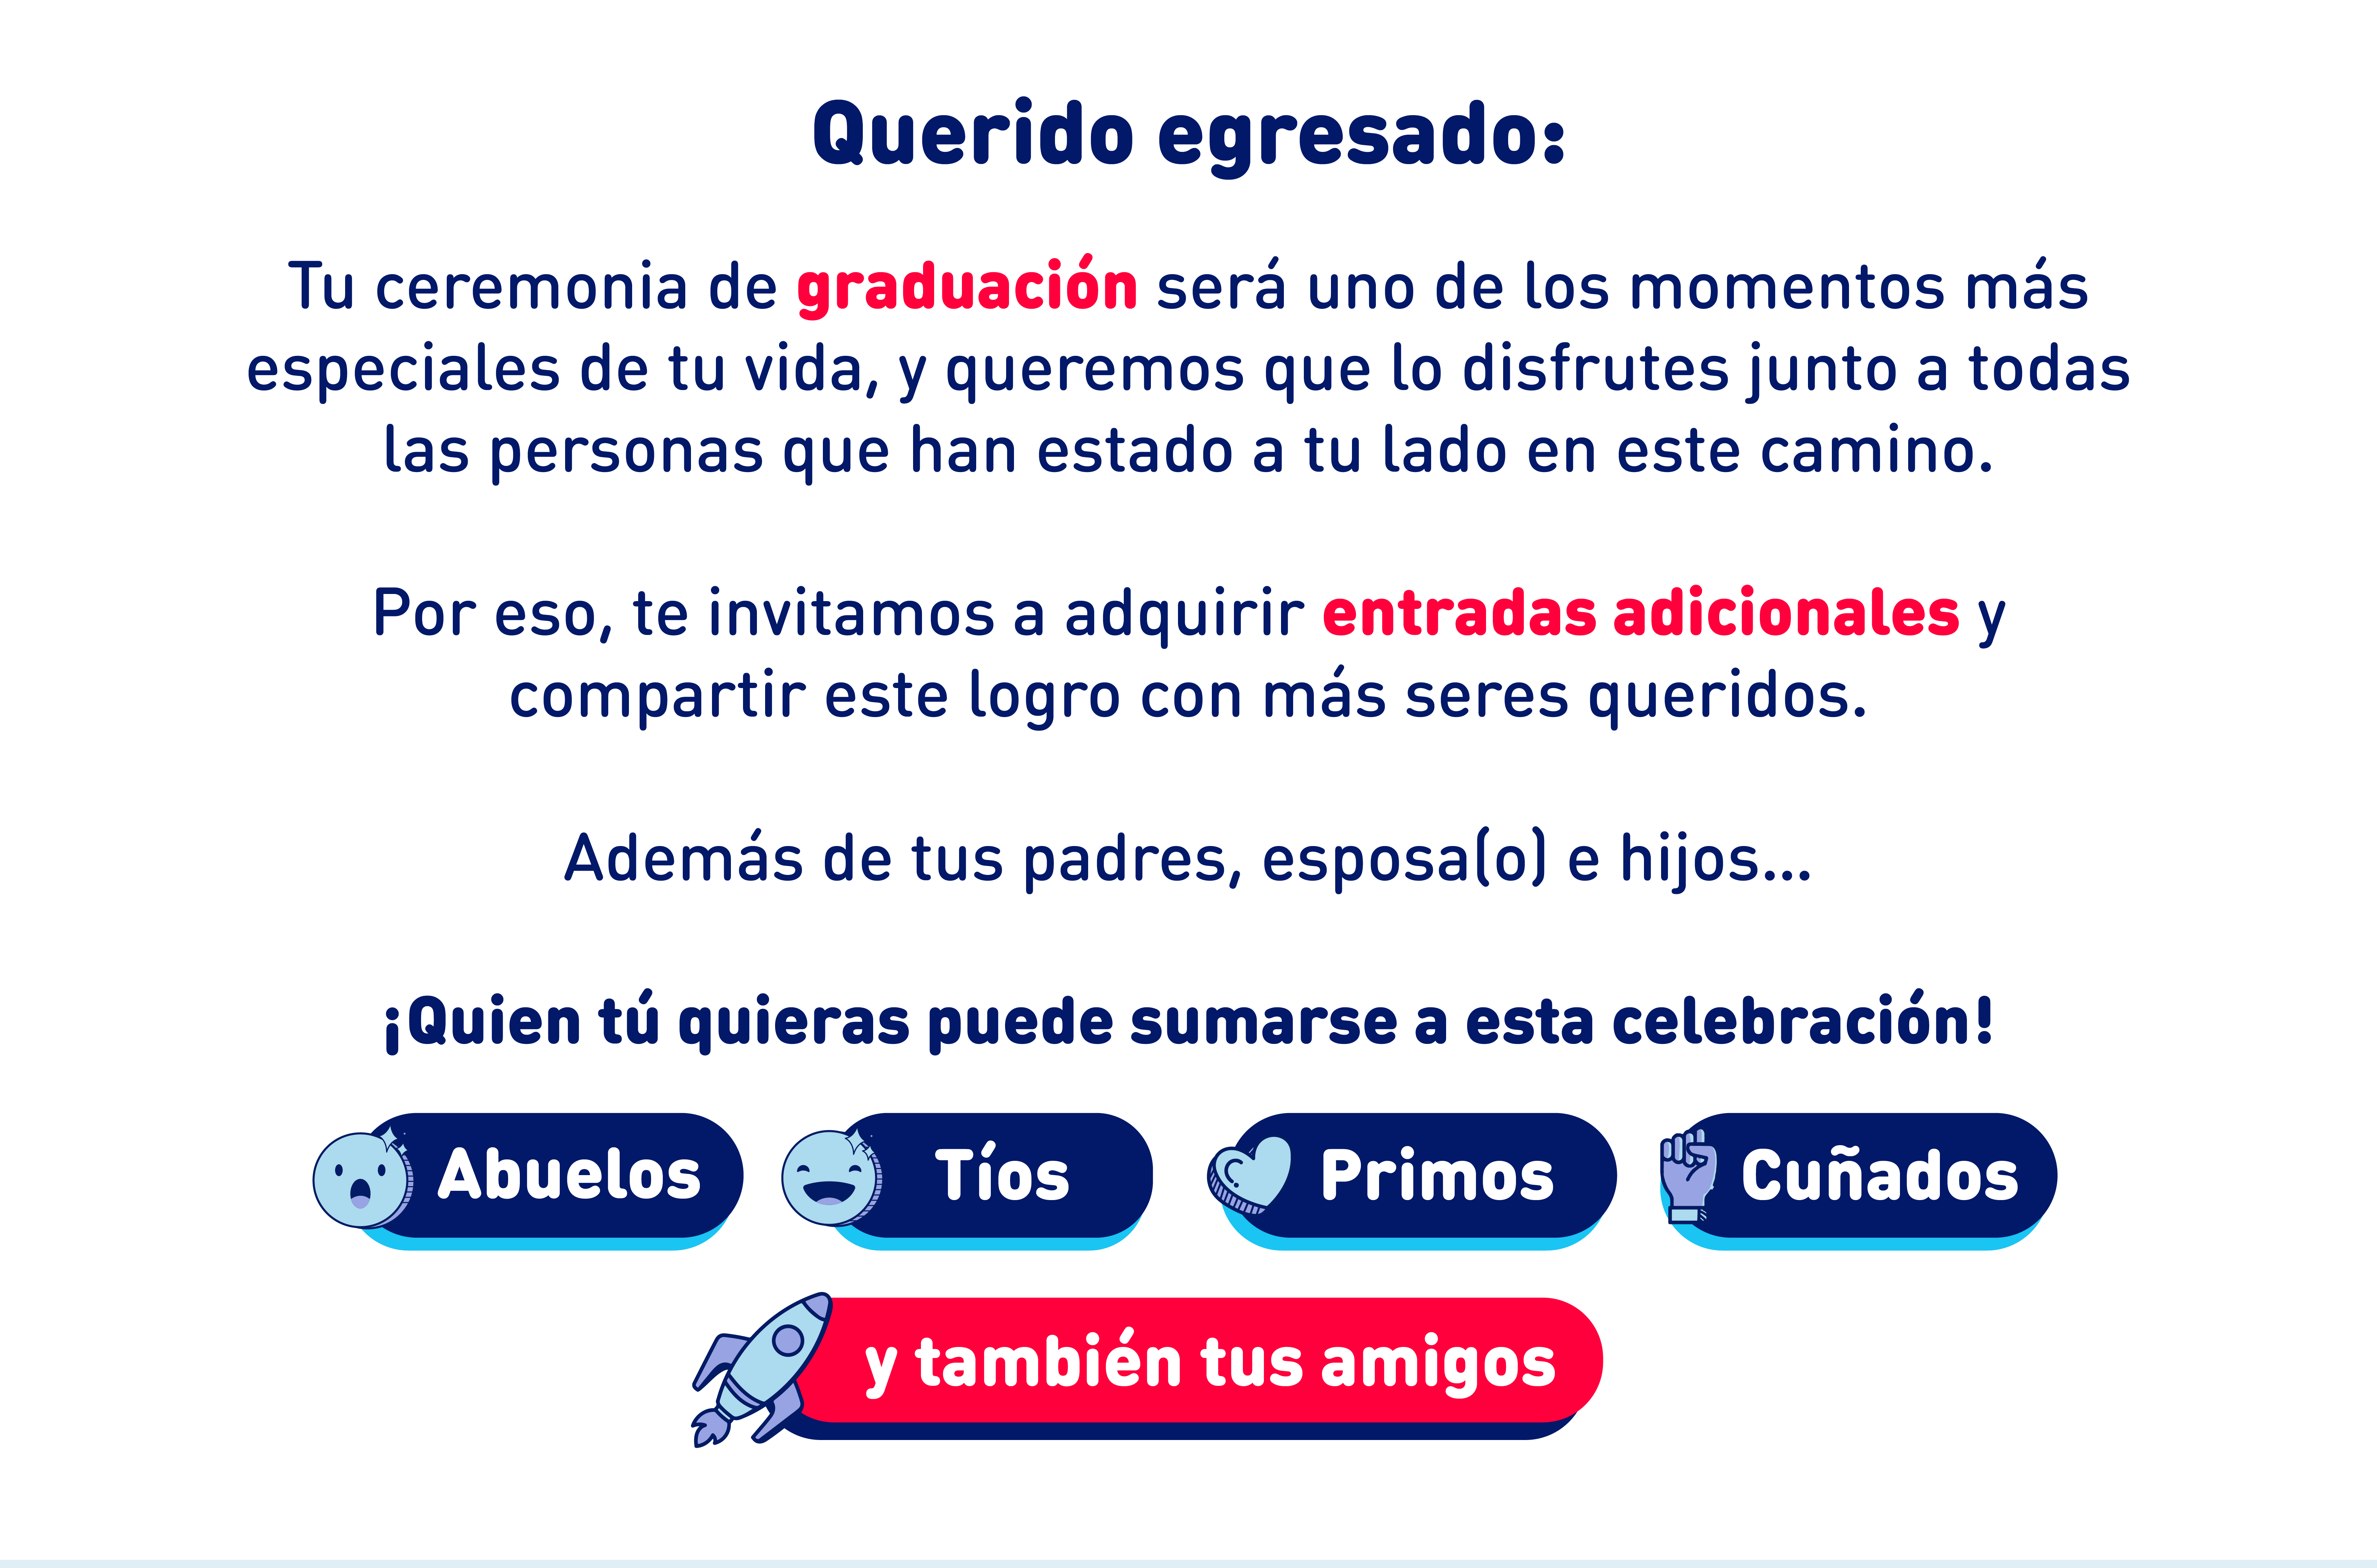 Querido egresado:
Tu ceremonia de graduación será uno de los momentos más
especiales de tu vida, y queremos que lo disfrutes junto a todas
las personas que han estado a tu lado en este camino.
Por eso, te invitamos a adquirir entradas adicionales y
compartir este logro con más seres queridos.
Además de tus padres, esposa(o) e hijos...
¡Quien tú quieras puede sumarse a esta celebración!
Abuelos
Tíos
Primos
Cuñados
y también tus amigos